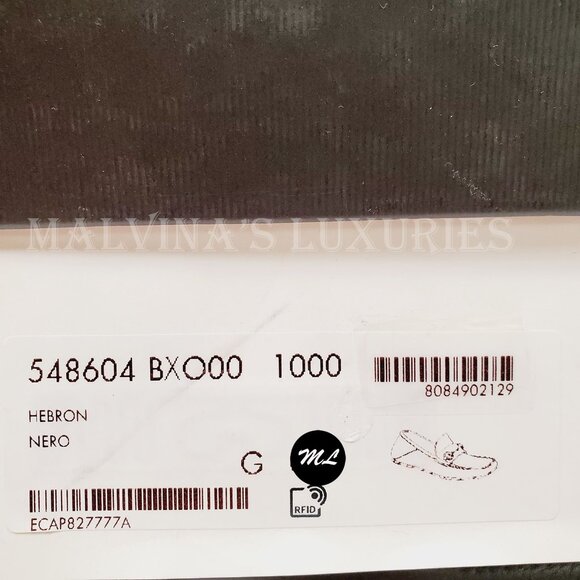 MALVINA'S LUXURIES
548604 BXO00 1000
8084902129
HEBRON
NERO
G
ML
RFID
ECAP827777A